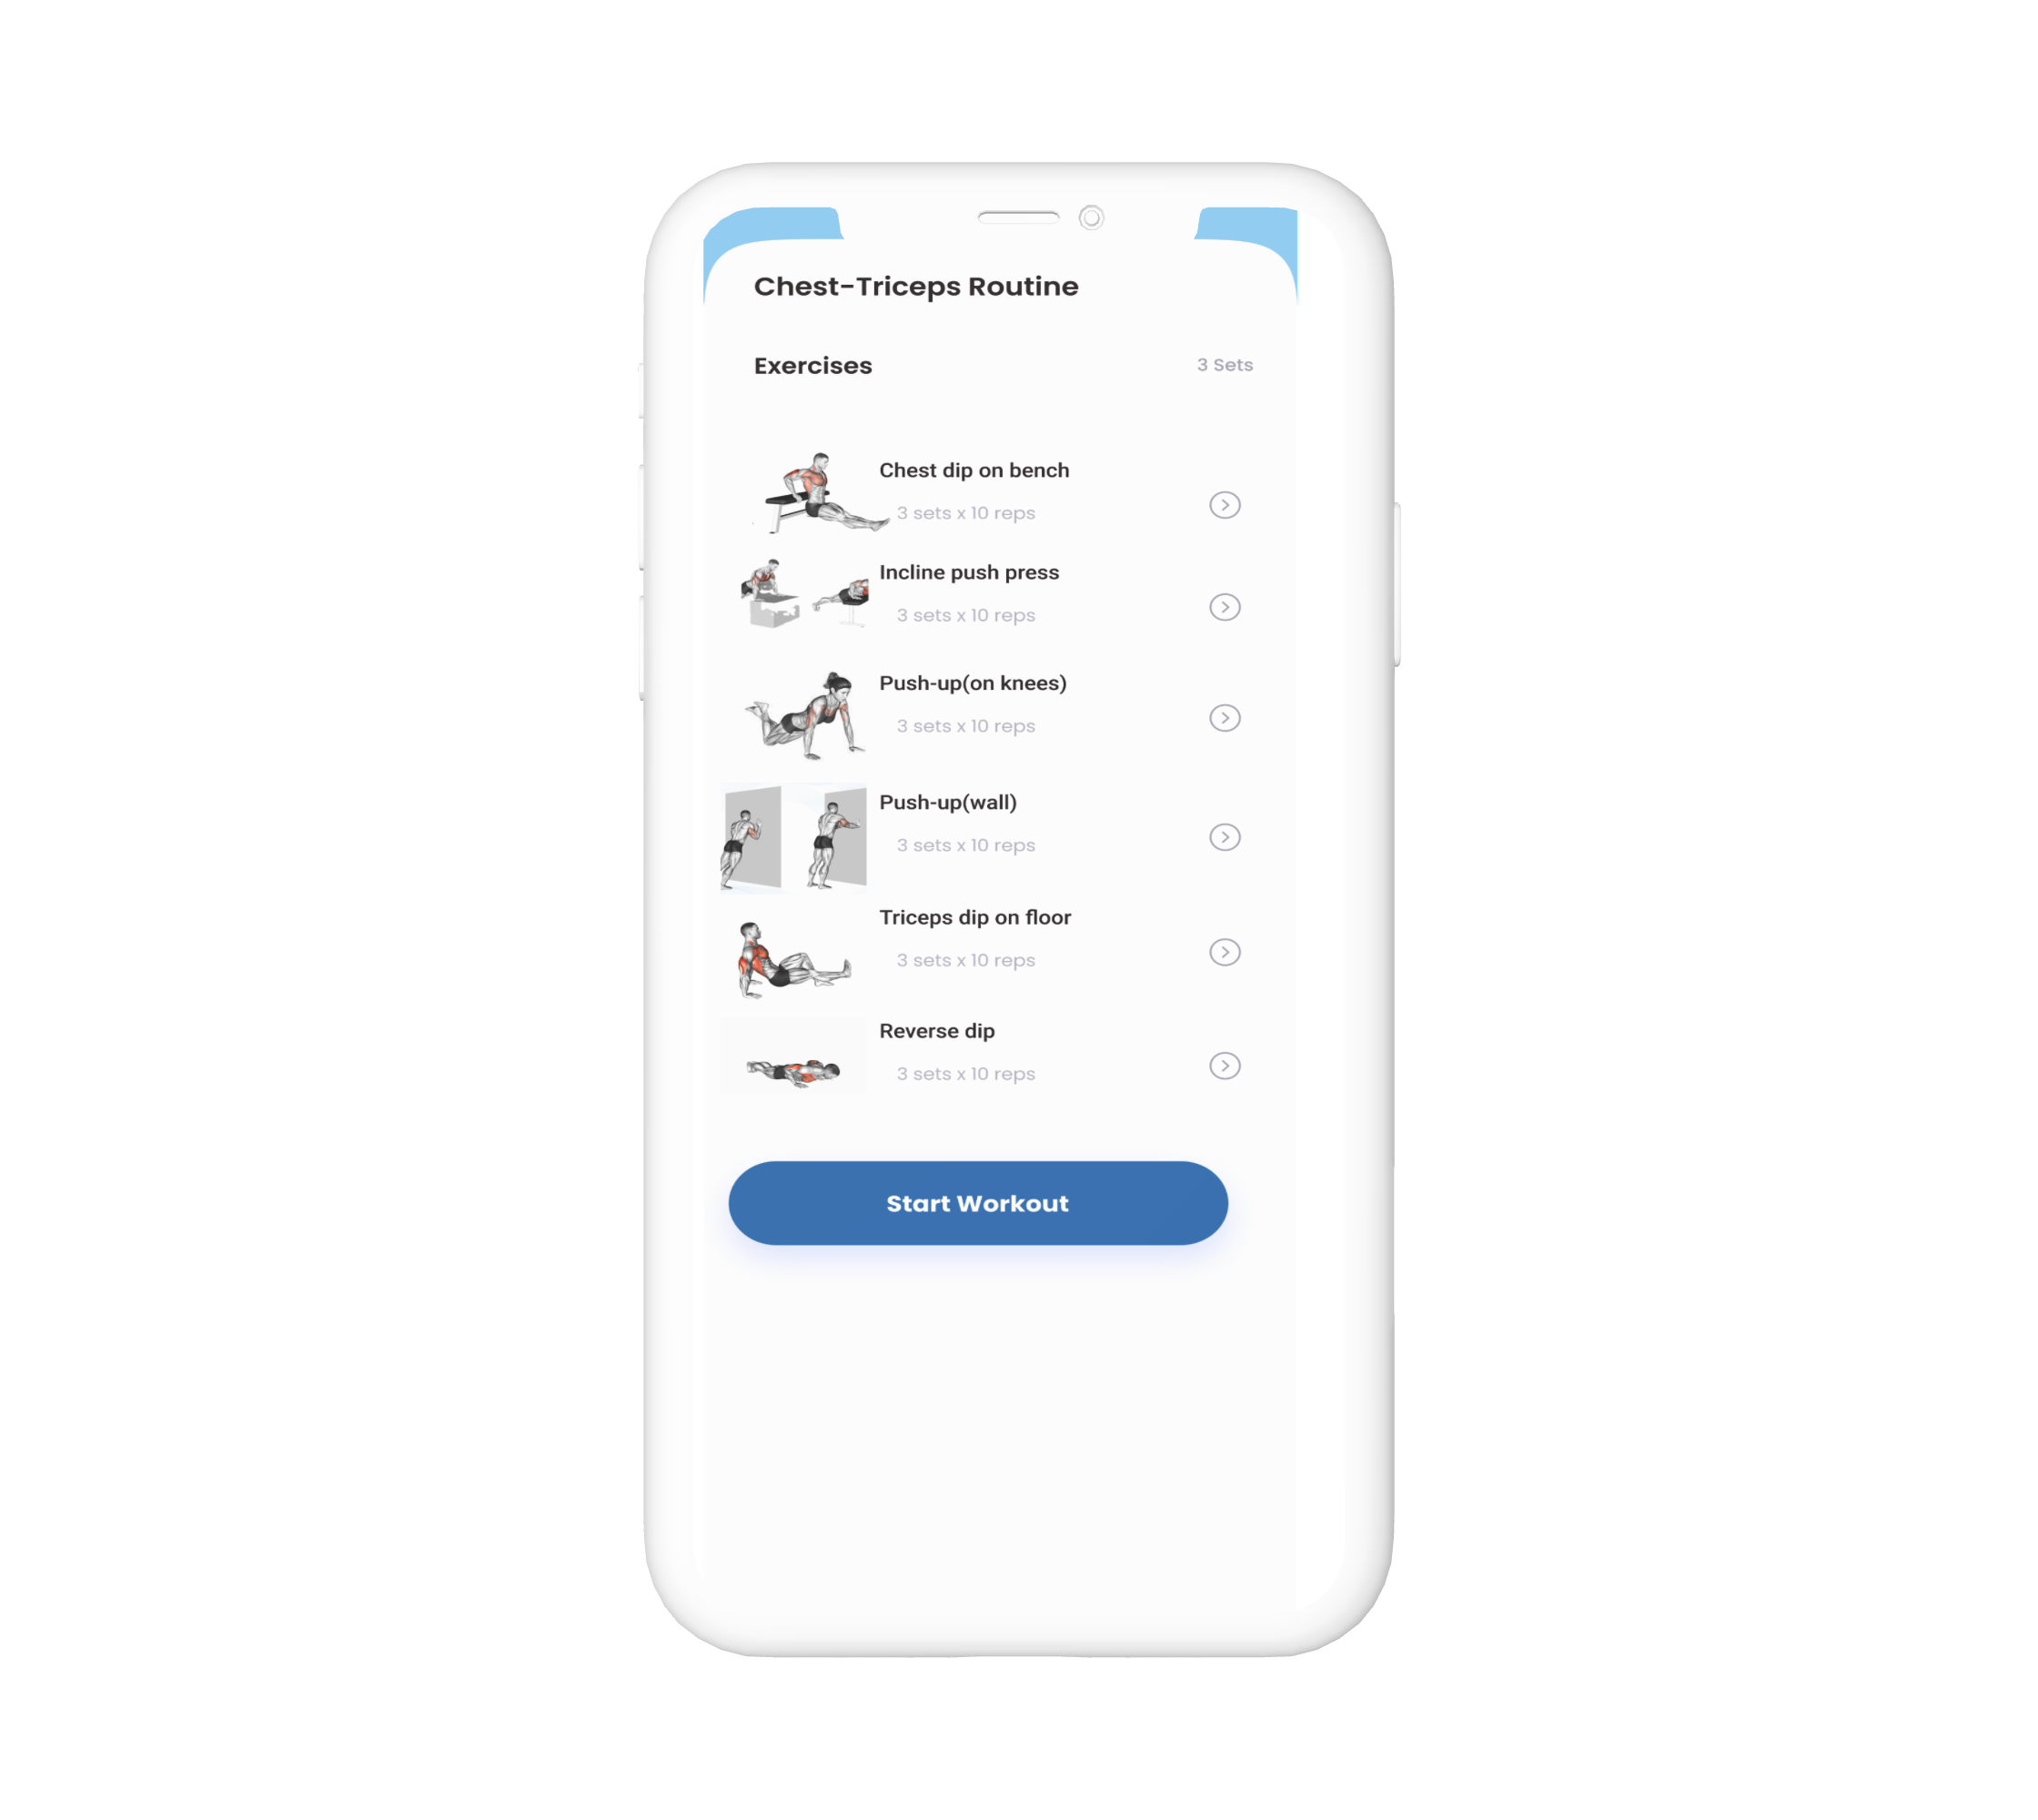 Chest-Triceps Routine
Exercises
3 Sets
Chest dip on bench
3 sets x 10 reps
Incline push press
3 sets x 10 reps
Push-up(on knees)
3 sets x 10 reps
Push-up(wall)
3 sets x 10 reps
Triceps dip on floor
3 sets x 10 reps
Reverse dip
3 sets x 10 reps
Start Workout